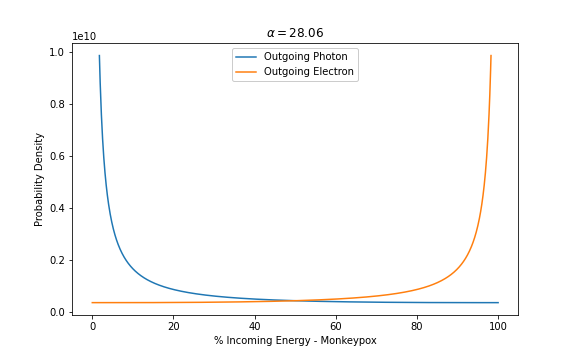 α = 28.06
1e10
Outgoing Photon
Outgoing Electron
1.0
0.8
0.6
0.4
0.2
0.0
Probability Density
0 20 40 60 80 100
% Incoming Energy - Monkeypox